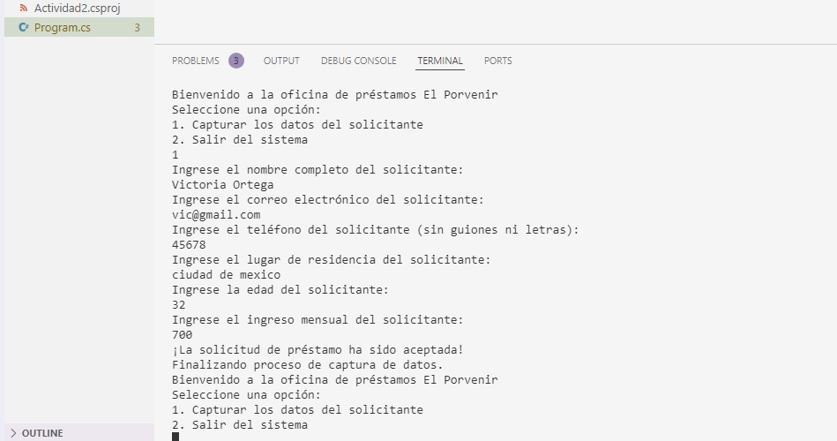 Actividad2.csproj
Program.cs 3
PROBLEMS 3 OUTPUT DEBUG CONSOLE TERMINAL PORTS
Bienvenido a la oficina de préstamos El Porvenir
Seleccione una opción:
1. Capturar los datos del solicitante
2. Salir del sistema
1
Ingrese el nombre completo del solicitante:
Victoria Ortega
Ingrese el correo electrónico del solicitante:
vic@gmail.com
Ingrese el teléfono del solicitante (sin guiones ni letras):
45678
Ingrese el lugar de residencia del solicitante:
ciudad de mexico
Ingrese la edad del solicitante:
32
Ingrese el ingreso mensual del solicitante:
700
¡La solicitud de préstamo ha sido aceptada!
Finalizando proceso de captura de datos.
Bienvenido a la oficina de préstamos El Porvenir
Seleccione una opción:
1. Capturar los datos del solicitante
2. Salir del sistema
OUTLINE